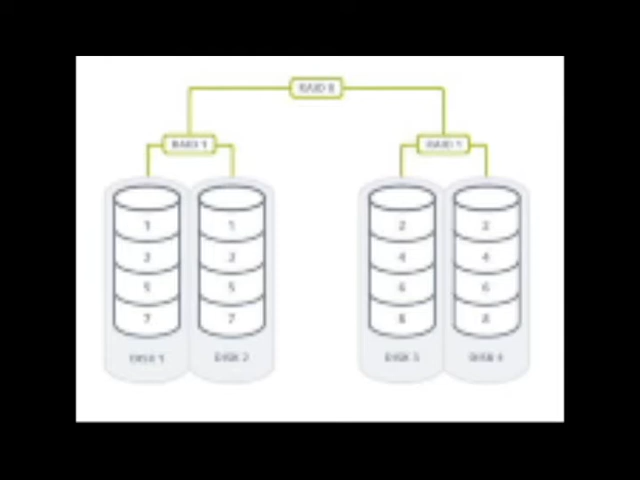 RAID 0
RAID 1 RAID 1
1 1 2 2
3 3 4 4
5 5 6 6
7 7 8 8
DISK 1 DISK 2 DISK 3 DISK 4